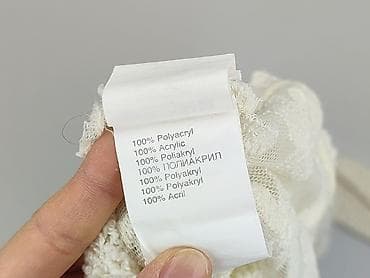 100% Polyacryl
100% Acrylic
100% Poliakryl
100% ПОЛИАКРИЛ
100% Polyakryl
100% Polyakryl
100% Acril